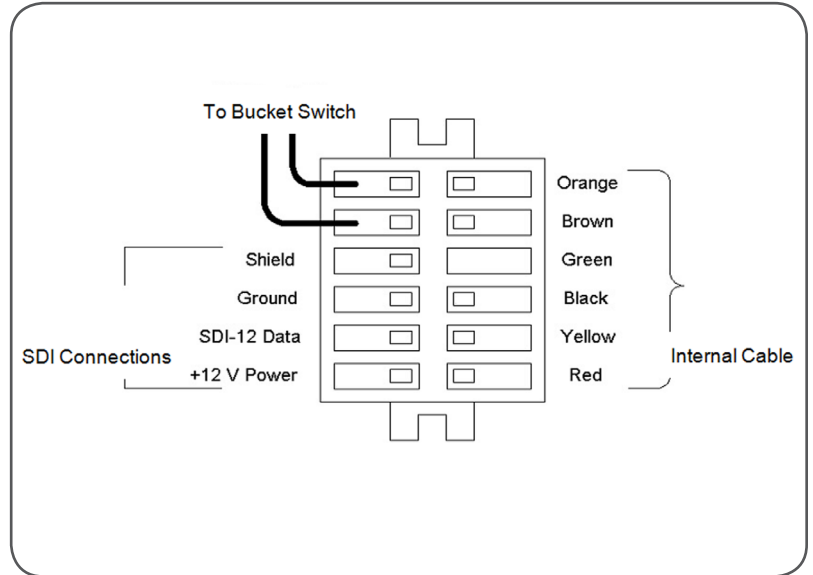 To Bucket Switch
Orange
Brown
Shield
Green
Ground
Black
SDI-12 Data
Yellow
SDI Connections
Internal Cable
+12 V Power
Red